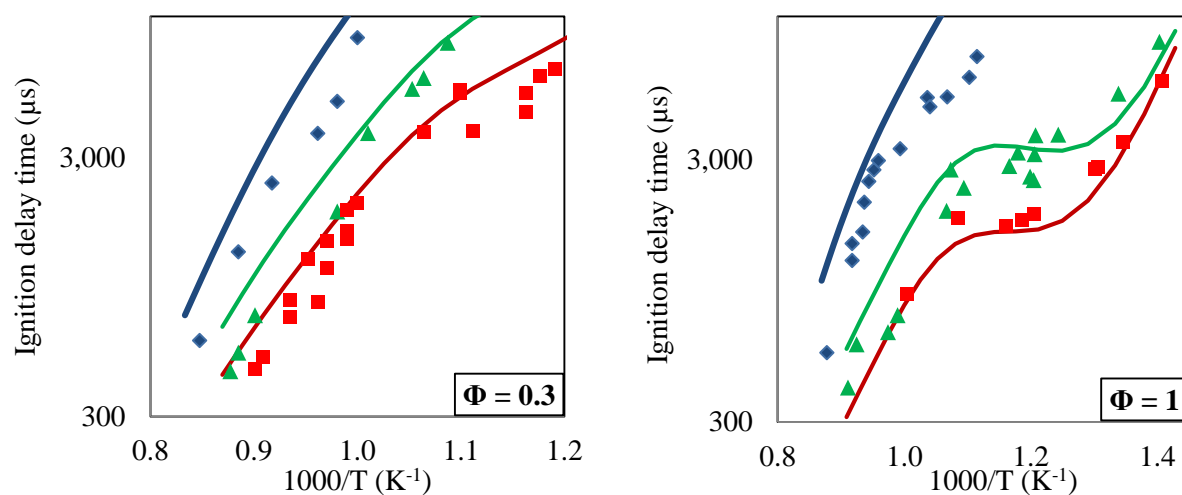 Ignition delay time (µs)
3,000
300
0.8 0.9 1.0 1.1 1.2
1000/T (K-1)
Φ = 0.3
Ignition delay time (µs)
3,000
300
0.8 1.0 1.2 1.4
1000/T (K-1)
Φ = 1